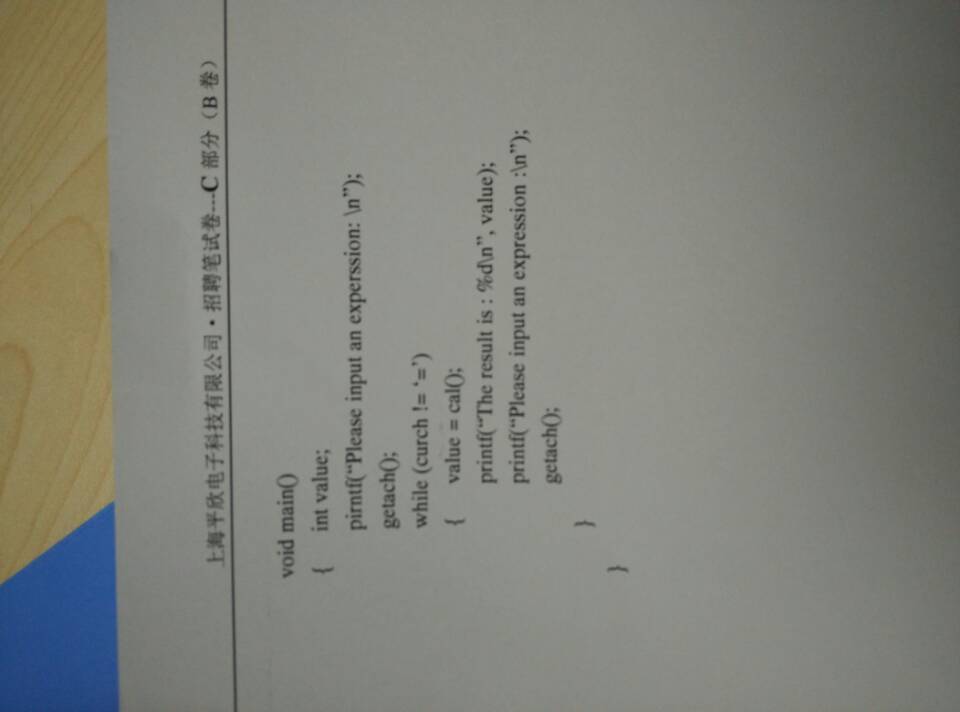 上海平欣电子科技有限公司·招聘笔试卷---C 部分（B 卷）
void main()
{ int value;
pirntf(“Please input an experssion: \n”);
getach();
while (curch != ‘=’)
{ value = cal();
printf(“The result is : %d\n”, value);
printf(“Please input an expression :\n”);
getach();
}
}